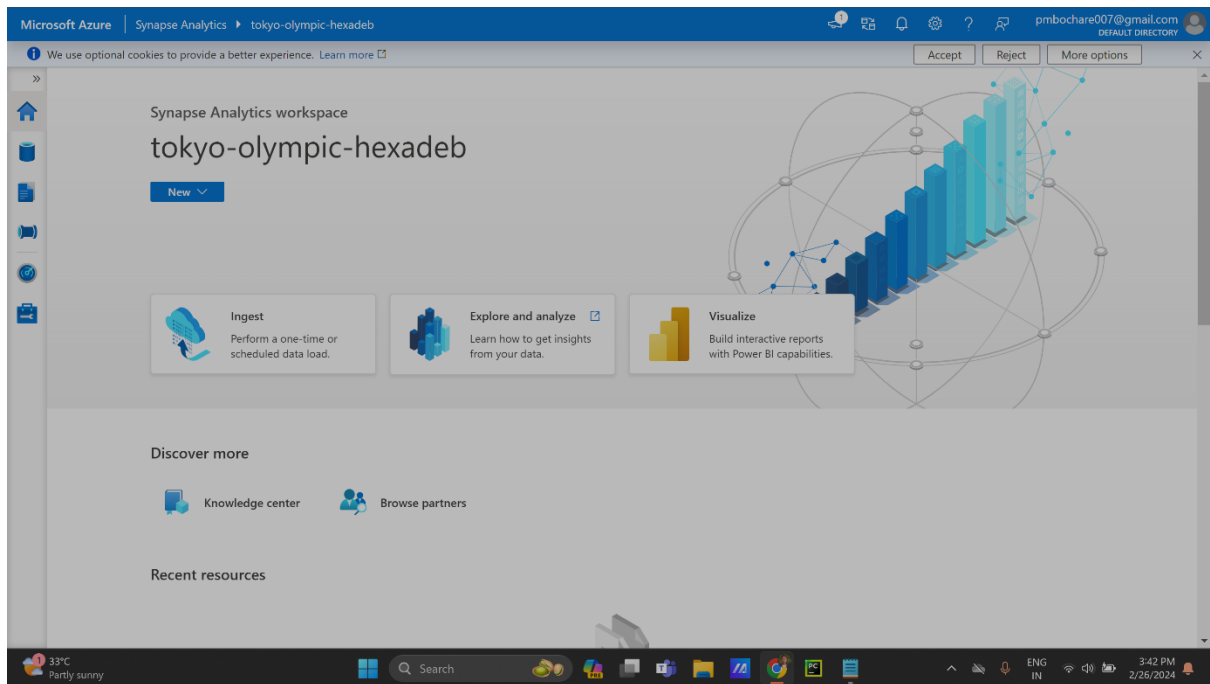 Microsoft Azure
Synapse Analytics
tokyo-olympic-hexadeb
1
pmbochare007@gmail.com
DEFAULT DIRECTORY
We use optional cookies to provide a better experience. Learn more
Accept
Reject
More options
Synapse Analytics workspace
tokyo-olympic-hexadeb
New
Ingest
Perform a one-time or
scheduled data load.
Explore and analyze
Learn how to get insights
from your data.
Visualize
Build interactive reports
with Power BI capabilities.
Discover more
Knowledge center
Browse partners
Recent resources
1
33°C
Partly sunny
Search
PRE
PC
ENG
IN
3:42 PM
2/26/2024